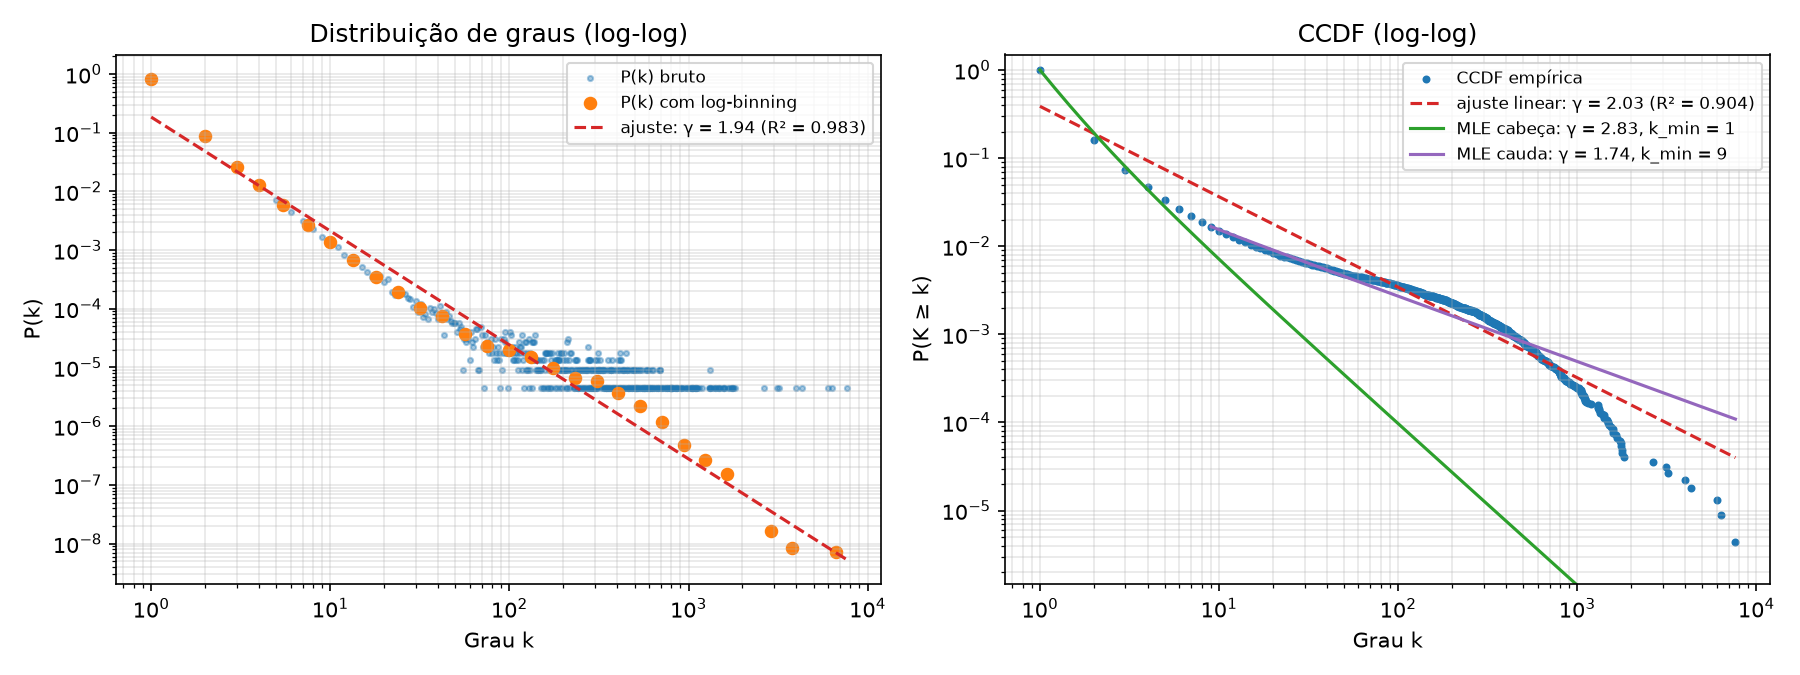 Distribuição de graus (log-log)
P(k) bruto
P(k) com log-binning
ajuste: γ = 1.94 (R² = 0.983)
P(k)
10⁰
10⁻¹
10⁻²
10⁻³
10⁻⁴
10⁻⁵
10⁻⁶
10⁻⁷
10⁻⁸
10⁰ 10¹ 10² 10³ 10⁴
Grau k
CCDF (log-log)
CCDF empírica
ajuste linear: γ = 2.03 (R² = 0.904)
MLE cabeça: γ = 2.83, k_min = 1
MLE cauda: γ = 1.74, k_min = 9
P(K ≥ k)
10⁰
10⁻¹
10⁻²
10⁻³
10⁻⁴
10⁻⁵
10⁰ 10¹ 10² 10³ 10⁴
Grau k